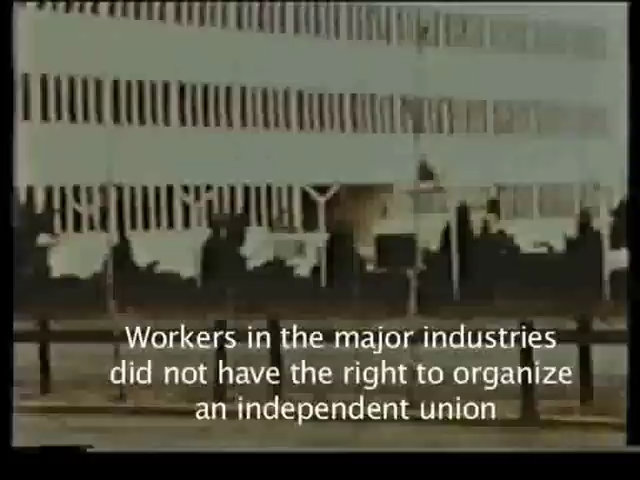 Workers in the major industries
did not have the right to organize
an independent union